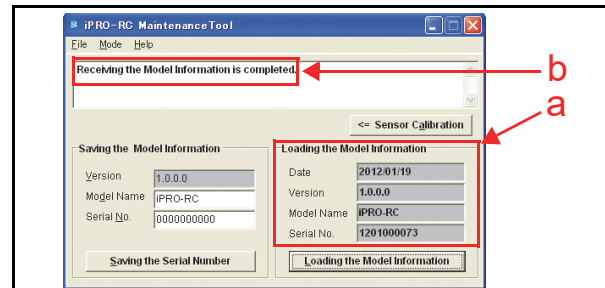 iPRO-RC MaintenanceTool
File Mode Help
Receiving the Model Information is completed.
b
a
<= Sensor Calibration
Saving the Model Information
Version 1.0.0.0
Model Name iPRO-RC
Serial No. 0000000000
Saving the Serial Number
Loading the Model Information
Date 2012/01/19
Version 1.0.0.0
Model Name iPRO-RC
Serial No. 1201000073
Loading the Model Information